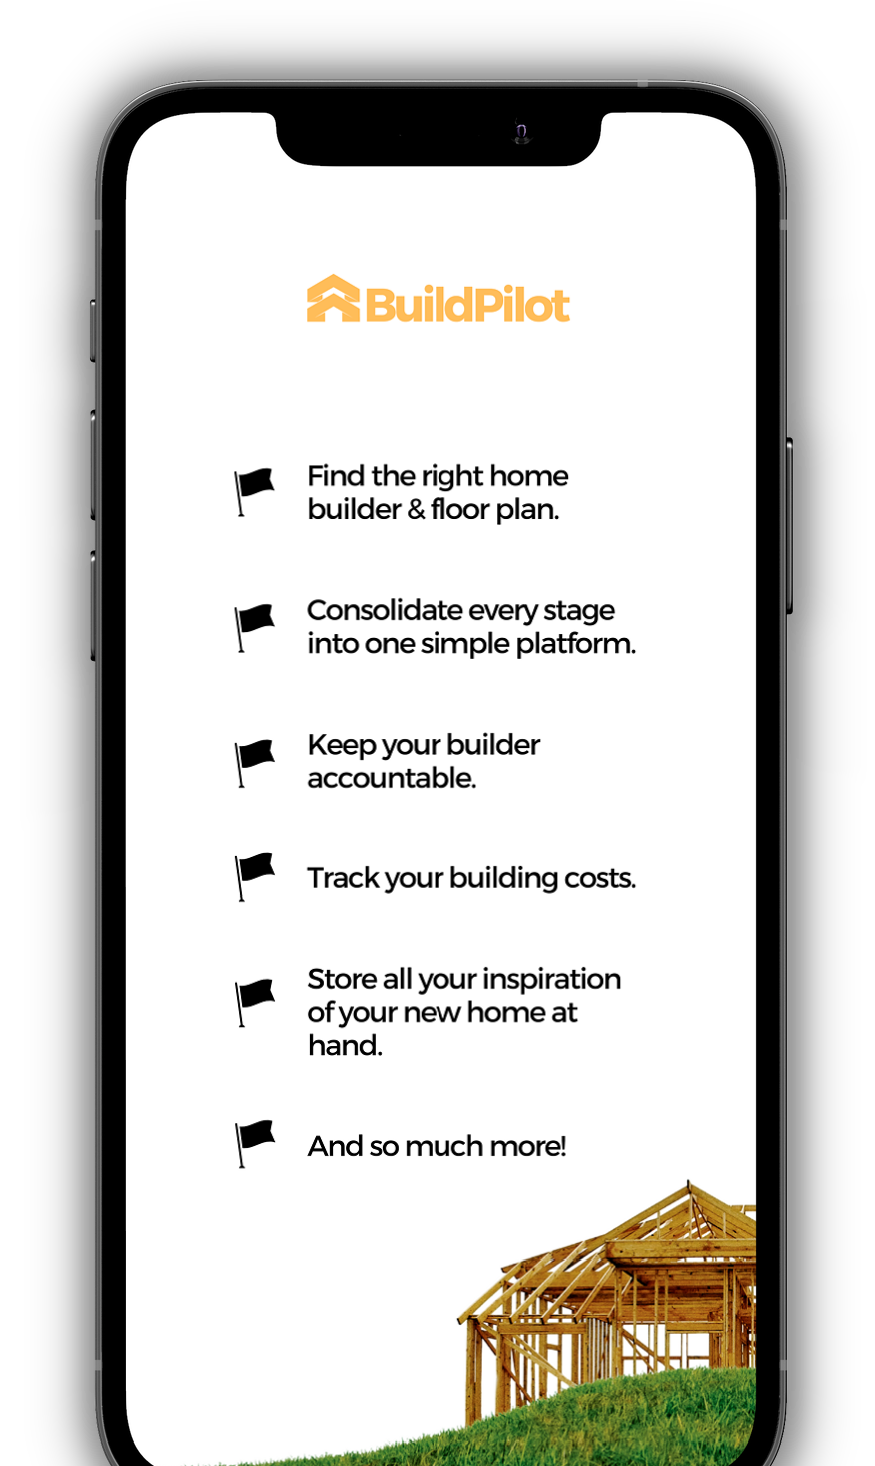 BuildPilot
Find the right home
builder & floor plan.
Consolidate every stage
into one simple platform.
Keep your builder
accountable.
Track your building costs.
Store all your inspiration
of your new home at
hand.
And so much more!